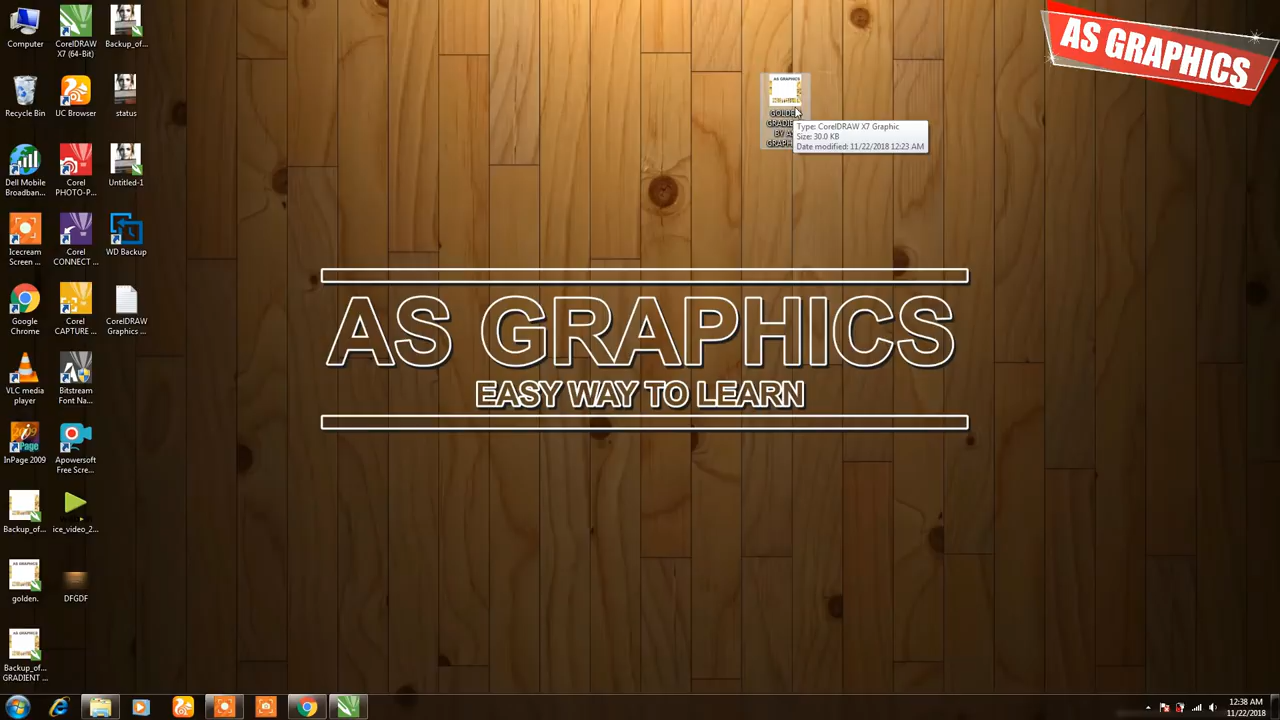 Computer
CorelDRAW
X7 (64-Bit)
Backup_of...
Recycle Bin
UC Browser
status
Dell Mobile
Broadban...
Corel
PHOTO-P...
Untitled-1
Icecream
Screen ...
Corel
CONNECT ...
WD Backup
Google
Chrome
Corel
CAPTURE ...
CorelDRAW
Graphics ...
VLC media
player
Bitstream
Font Na...
InPage 2009
Apowersoft
Free Scre...
Backup_of...
ice_video_2...
golden.
DFGDF
Backup_of...
GRADIENT ...
AS GRAPHICS
Type: CorelDRAW X7 Graphic
Size: 30.0 KB
Date modified: 11/22/2018 12:23 AM
AS GRAPHICS
AS GRAPHICS
EASY WAY TO LEARN
12:38 AM
11/22/2018